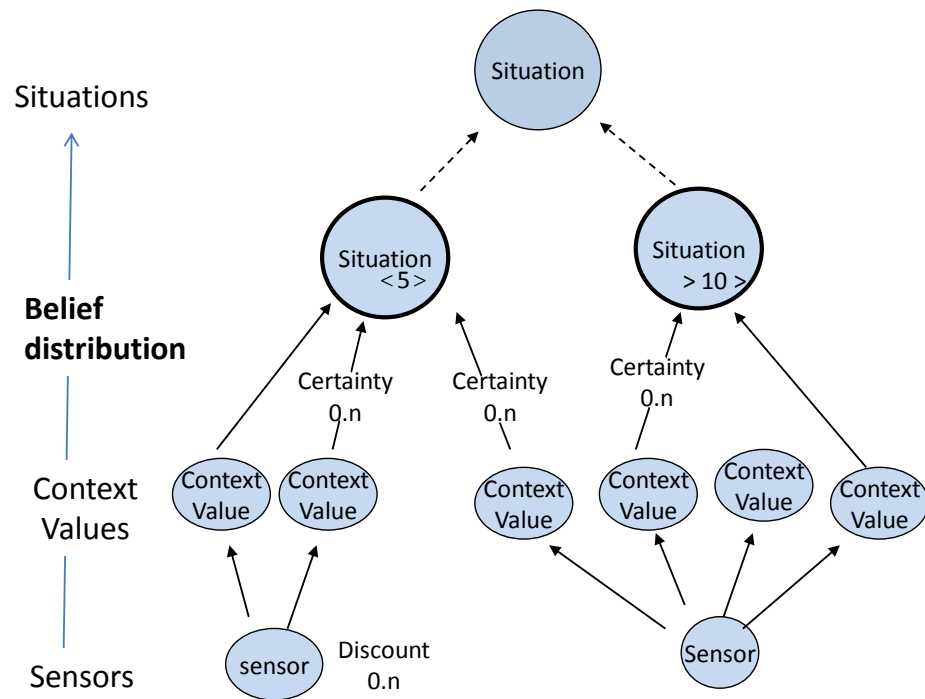 Situation
Situations
Situation
<5>
Situation
> 10 >
Belief
distribution
Certainty
0.n
Certainty
0.n
Certainty
0.n
Context
Values
Context
Value
Context
Value
Context
Value
Context
Value
Context
Value
Context
Value
Sensors
sensor
Discount
0.n
Sensor